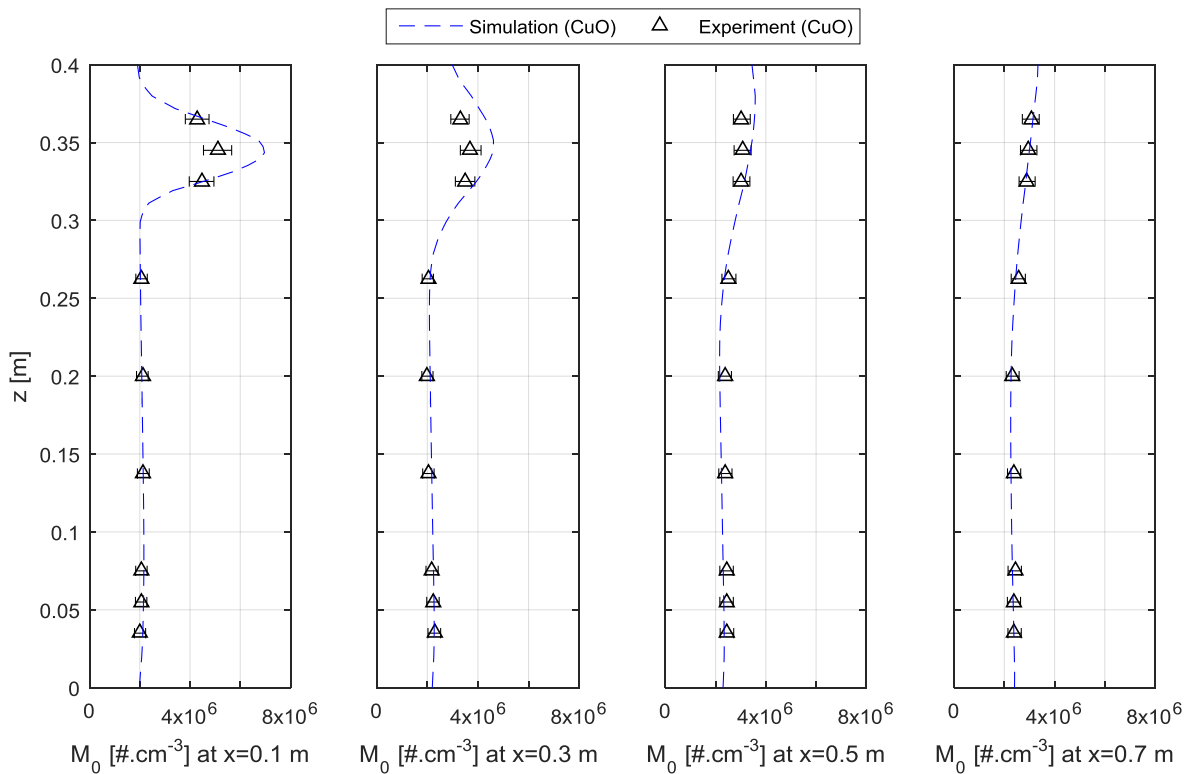 Simulation (CuO) Experiment (CuO)
0.4
0.35
0.3
0.25
0.2
0.15
0.1
0.05
0
z [m]
0 4x10^6 8x10^6 0 4x10^6 8x10^6 0 4x10^6 8x10^6 0 4x10^6 8x10^6
M_0 [#.cm^-3] at x=0.1 m M_0 [#.cm^-3] at x=0.3 m M_0 [#.cm^-3] at x=0.5 m M_0 [#.cm^-3] at x=0.7 m